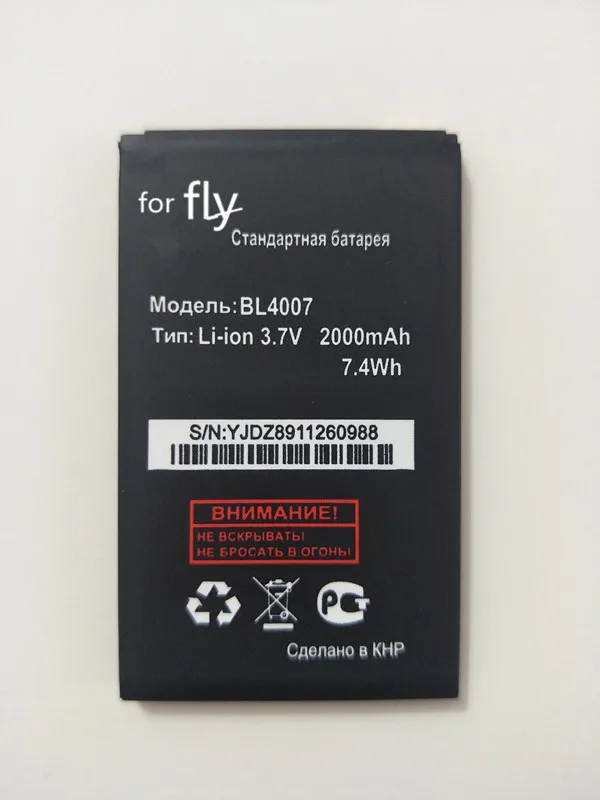 for fly
Стандартная батарея
Модель: BL4007
Тип: Li-ion 3.7V 2000mAh
7.4Wh
S/N:YJDZ8911260988
ВНИМАНИЕ!
НЕ ВСКРЫВАТЬ!
НЕ БРОСАТЬ В ОГОНЬ!
РСТ
Сделано в КНР